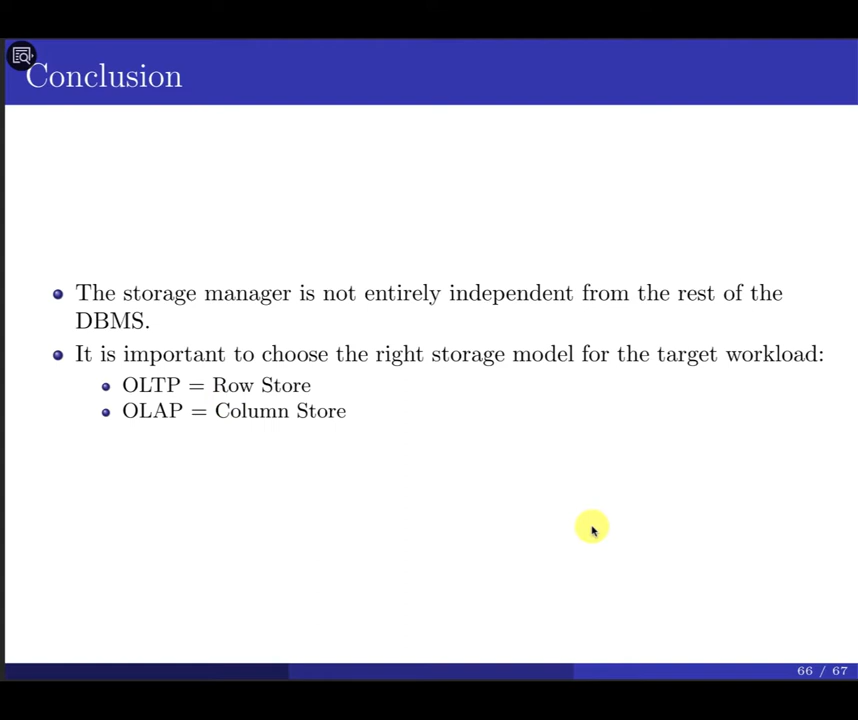 Conclusion
The storage manager is not entirely independent from the rest of the
DBMS.
It is important to choose the right storage model for the target workload:
OLTP = Row Store
OLAP = Column Store
66 / 67